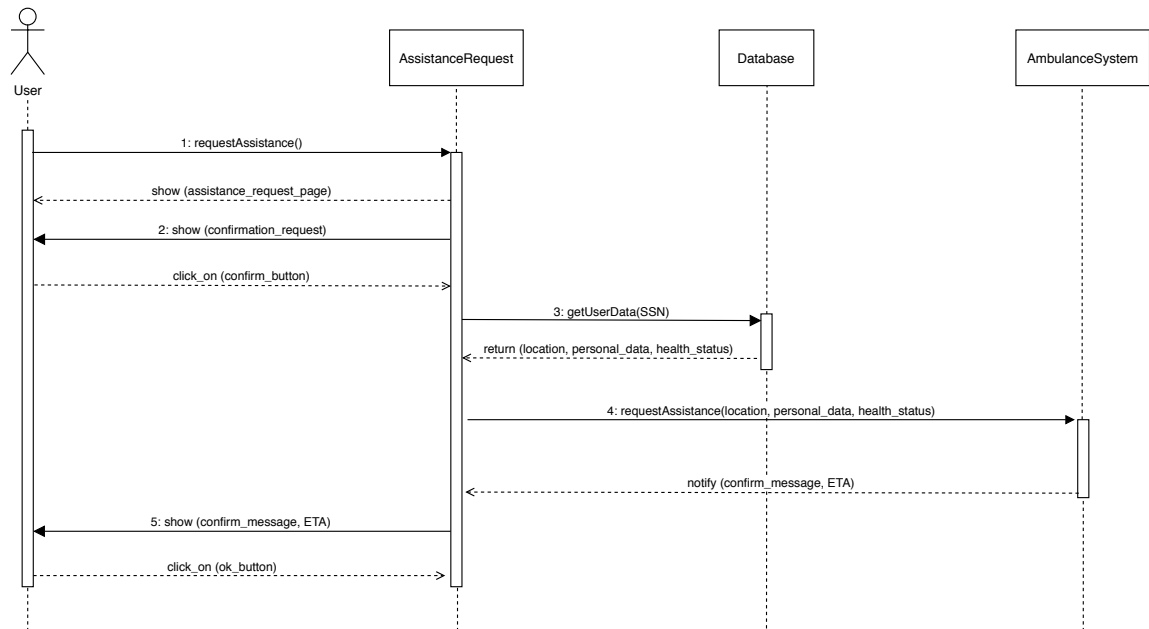 AssistanceRequest
Database
AmbulanceSystem
User
1: requestAssistance()
show (assistance_request_page)
2: show (confirmation_request)
click_on (confirm_button)
3: getUserData(SSN)
return (location, personal_data, health_status)
4: requestAssistance(location, personal_data, health_status)
notify (confirm_message, ETA)
5: show (confirm_message, ETA)
click_on (ok_button)